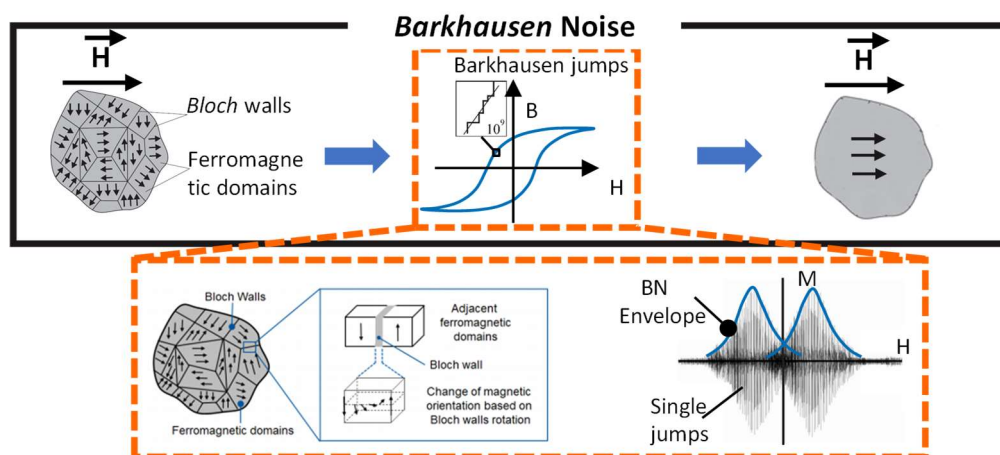 Barkhausen Noise
H
Bloch walls
Ferromagne
tic domains
Barkhausen jumps
B
10⁹
H
H
Bloch Walls
Ferromagnetic domains
Adjacent
ferromagnetic
domains
Bloch wall
Change of magnetic
orientation based on
Bloch walls rotation
BN
Envelope
M
H
Single
jumps